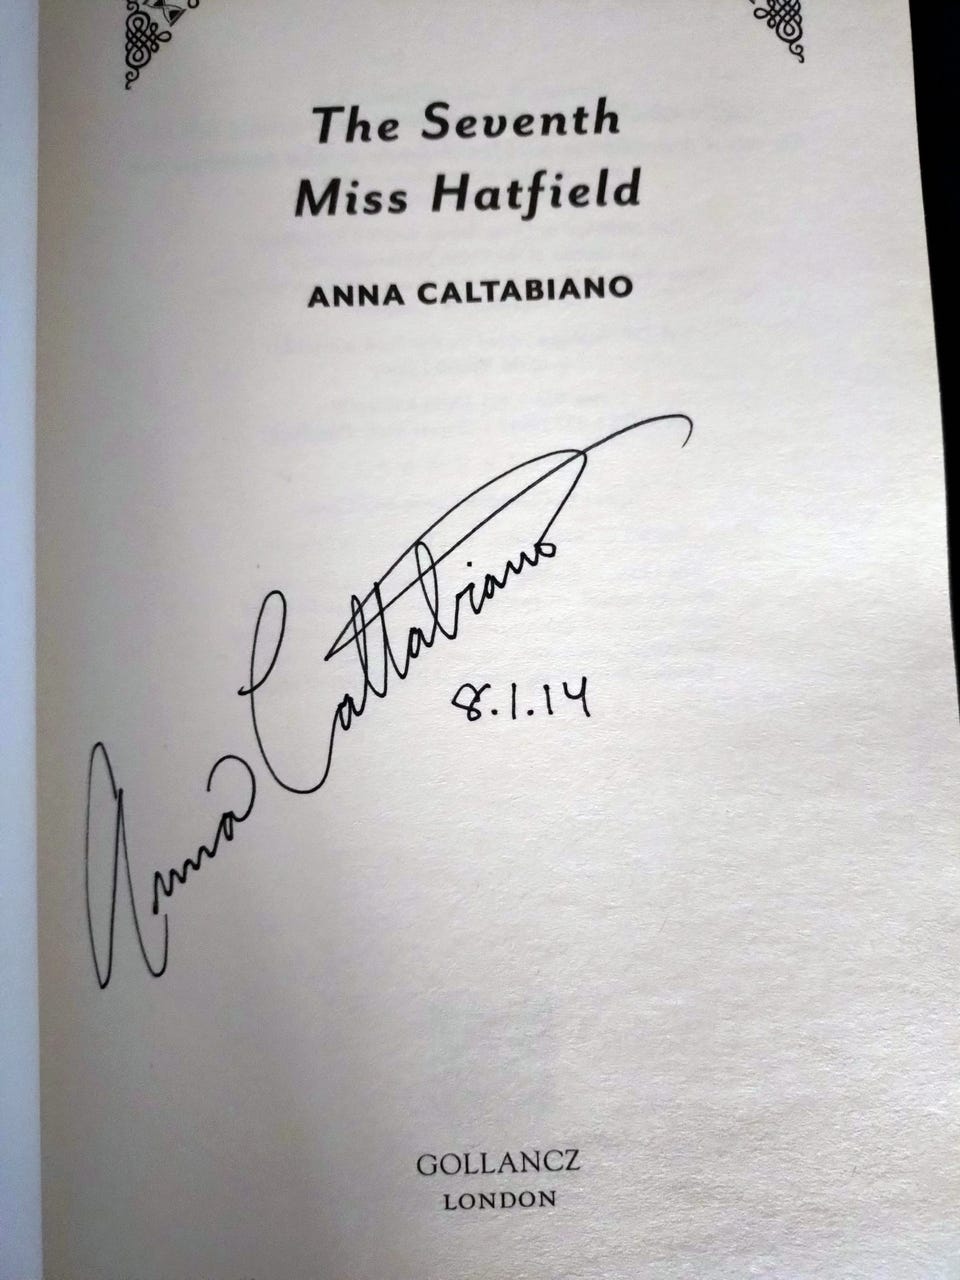 The Seventh
Miss Hatfield
ANNA CALTABIANO
Anna Caltabiano
8.1.14
GOLLANCZ
LONDON